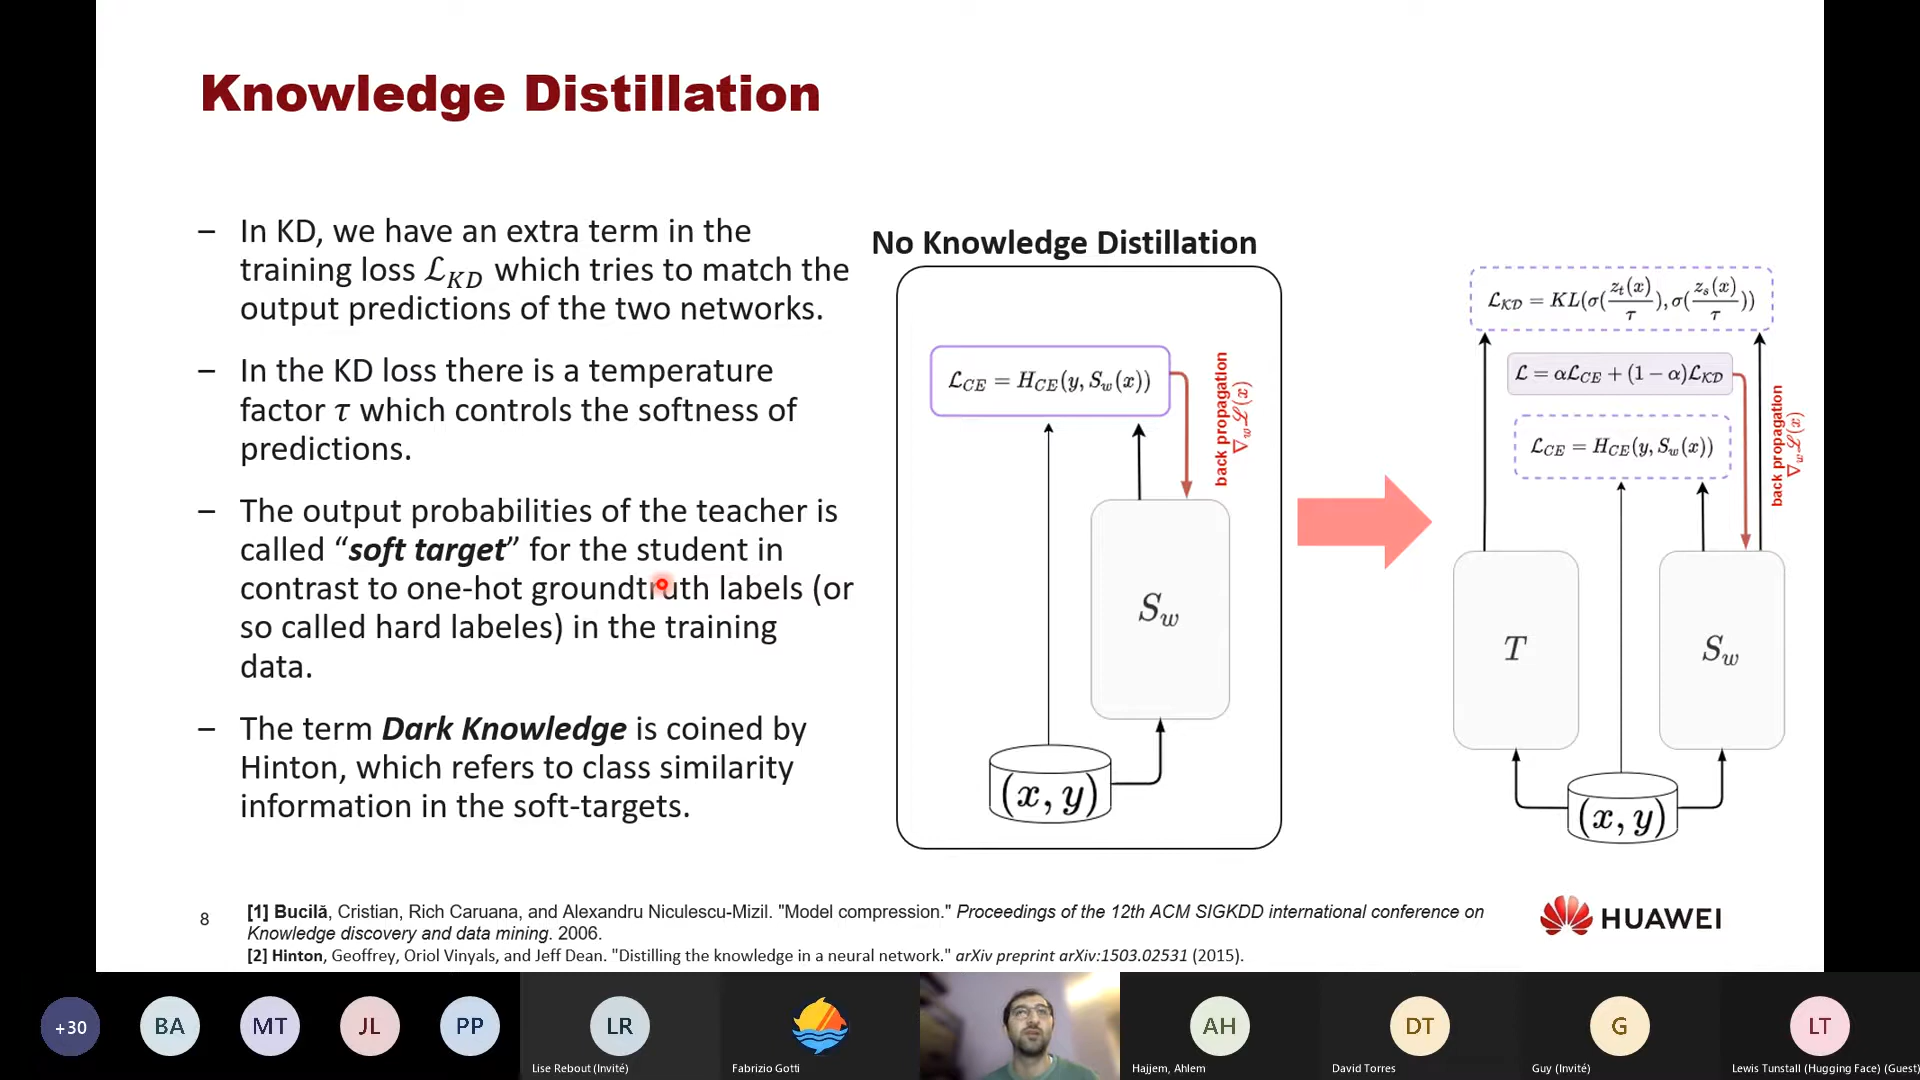 Knowledge Distillation
– In KD, we have an extra term in the
training loss ℒ_KD which tries to match the
output predictions of the two networks.
– In the KD loss there is a temperature
factor τ which controls the softness of
predictions.
– The output probabilities of the teacher is
called “soft target” for the student in
contrast to one-hot groundtruth labels (or
so called hard labeles) in the training
data.
– The term Dark Knowledge is coined by
Hinton, which refers to class similarity
information in the soft-targets.
No Knowledge Distillation
ℒ_CE = H_CE(y, S_w(x))
back propagation
∇_w ℒ(x)
S_w
(x, y)
ℒ_KD = KL(σ(z_t(x)/τ), σ(z_s(x)/τ))
ℒ = αℒ_CE + (1 − α)ℒ_KD
ℒ_CE = H_CE(y, S_w(x))
back propagation
∇_w ℒ(x)
T
S_w
(x, y)
8
[1] Bucilă, Cristian, Rich Caruana, and Alexandru Niculescu-Mizil. "Model compression." Proceedings of the 12th ACM SIGKDD international conference on
Knowledge discovery and data mining. 2006.
[2] Hinton, Geoffrey, Oriol Vinyals, and Jeff Dean. "Distilling the knowledge in a neural network." arXiv preprint arXiv:1503.02531 (2015).
HUAWEI
+30
BA
MT
JL
PP
LR
Lise Rebout (Invité)
Fabrizio Gotti
AH
Hajjem, Ahlem
DT
David Torres
G
Guy (Invité)
LT
Lewis Tunstall (Hugging Face) (Guest)